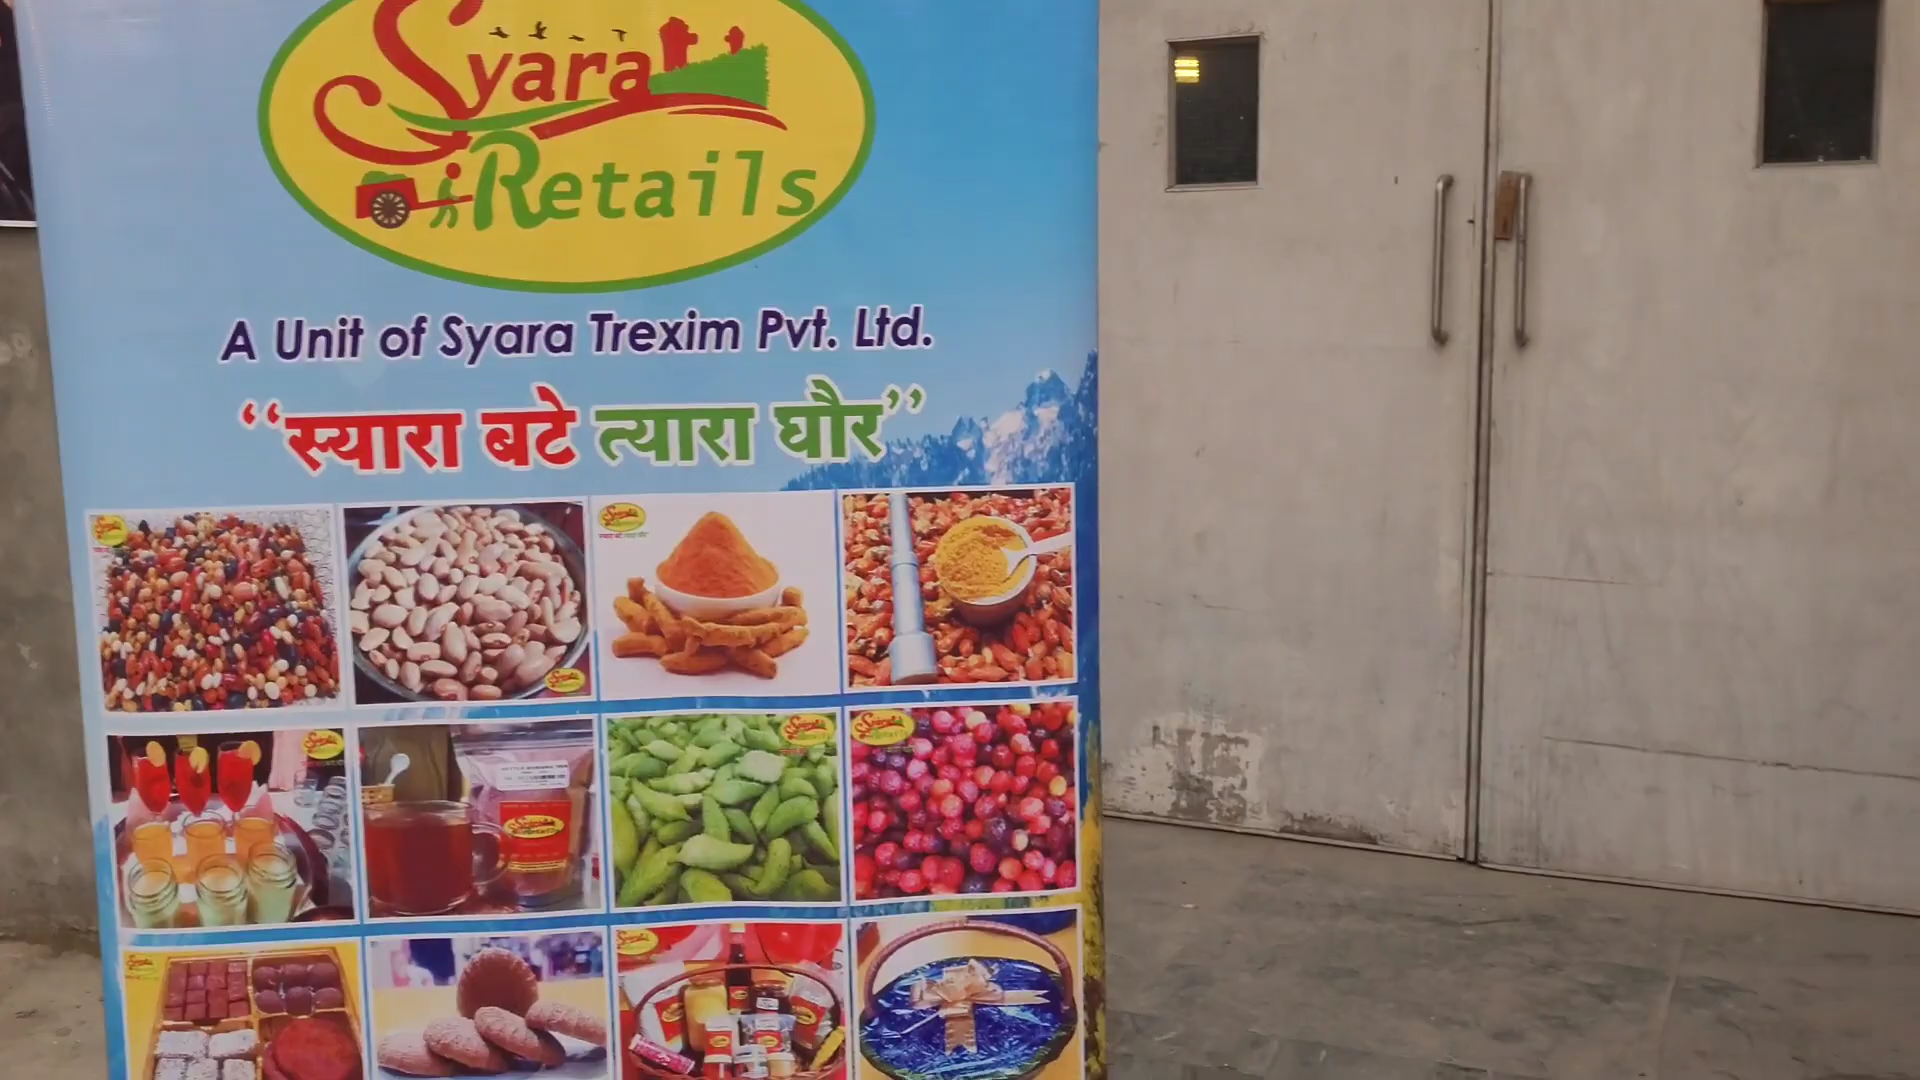 Syara
Retails
A Unit of Syara Trexim Pvt. Ltd.
“स्यारा बटे त्यारा घौर”